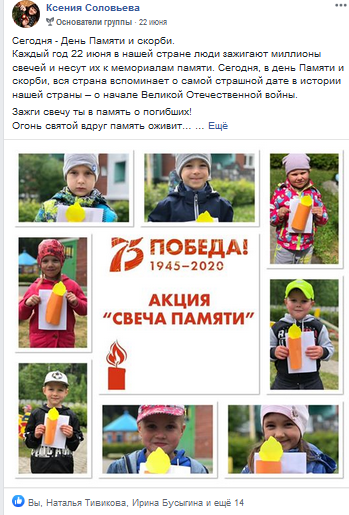 Ксения Соловьева
Основатели группы · 22 июня
Сегодня - День Памяти и скорби.
Каждый год 22 июня в нашей стране люди зажигают миллионы
свечей и несут их к мемориалам памяти. Сегодня, в день Памяти и
скорби, вся страна вспоминает о самой страшной дате в истории
нашей страны – о начале Великой Отечественной войны.
Зажги свечу ты в память о погибших!
Огонь святой вдруг память оживит... ... Ещё
75 ПОБЕДА!
1945–2020
АКЦИЯ
“СВЕЧА ПАМЯТИ”
Вы, Наталья Тивикова, Ирина Бусыгина и ещё 14